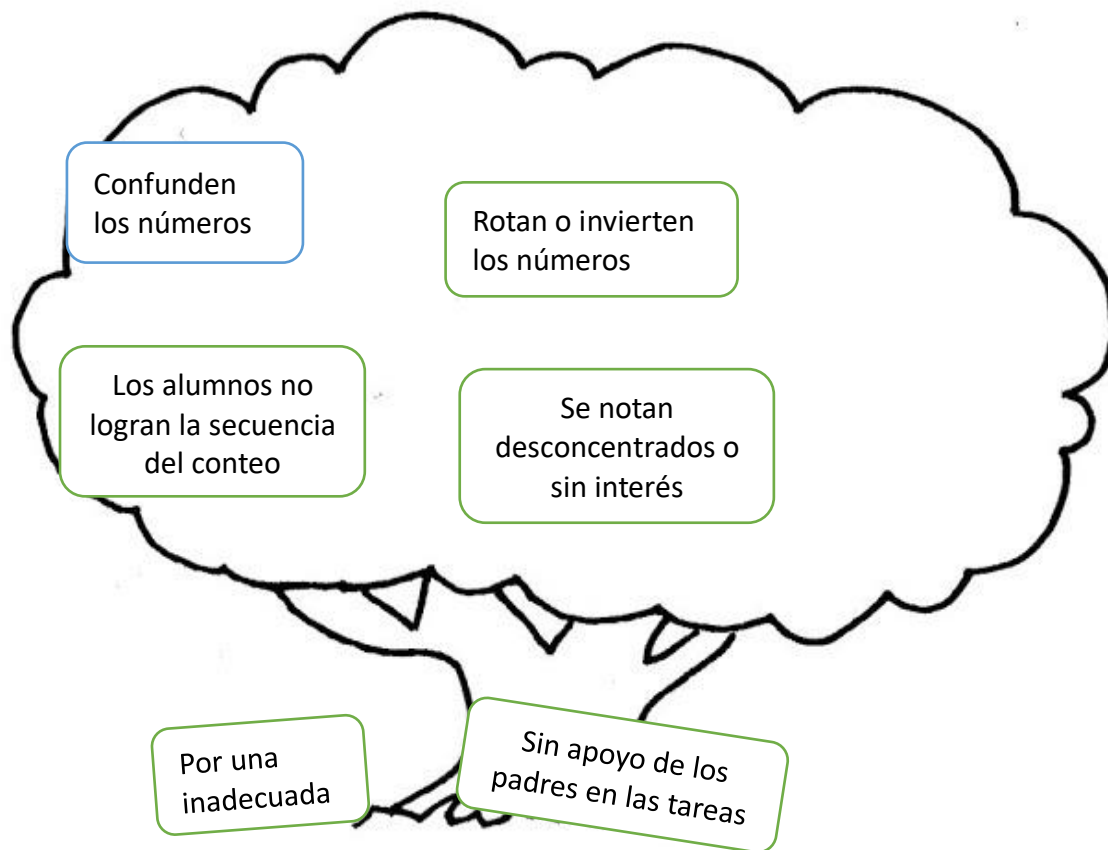 Confunden
los números
Rotan o invierten
los números
Los alumnos no
logran la secuencia
del conteo
Se notan
desconcentrados o
sin interés
Por una
inadecuada
Sin apoyo de los
padres en las tareas